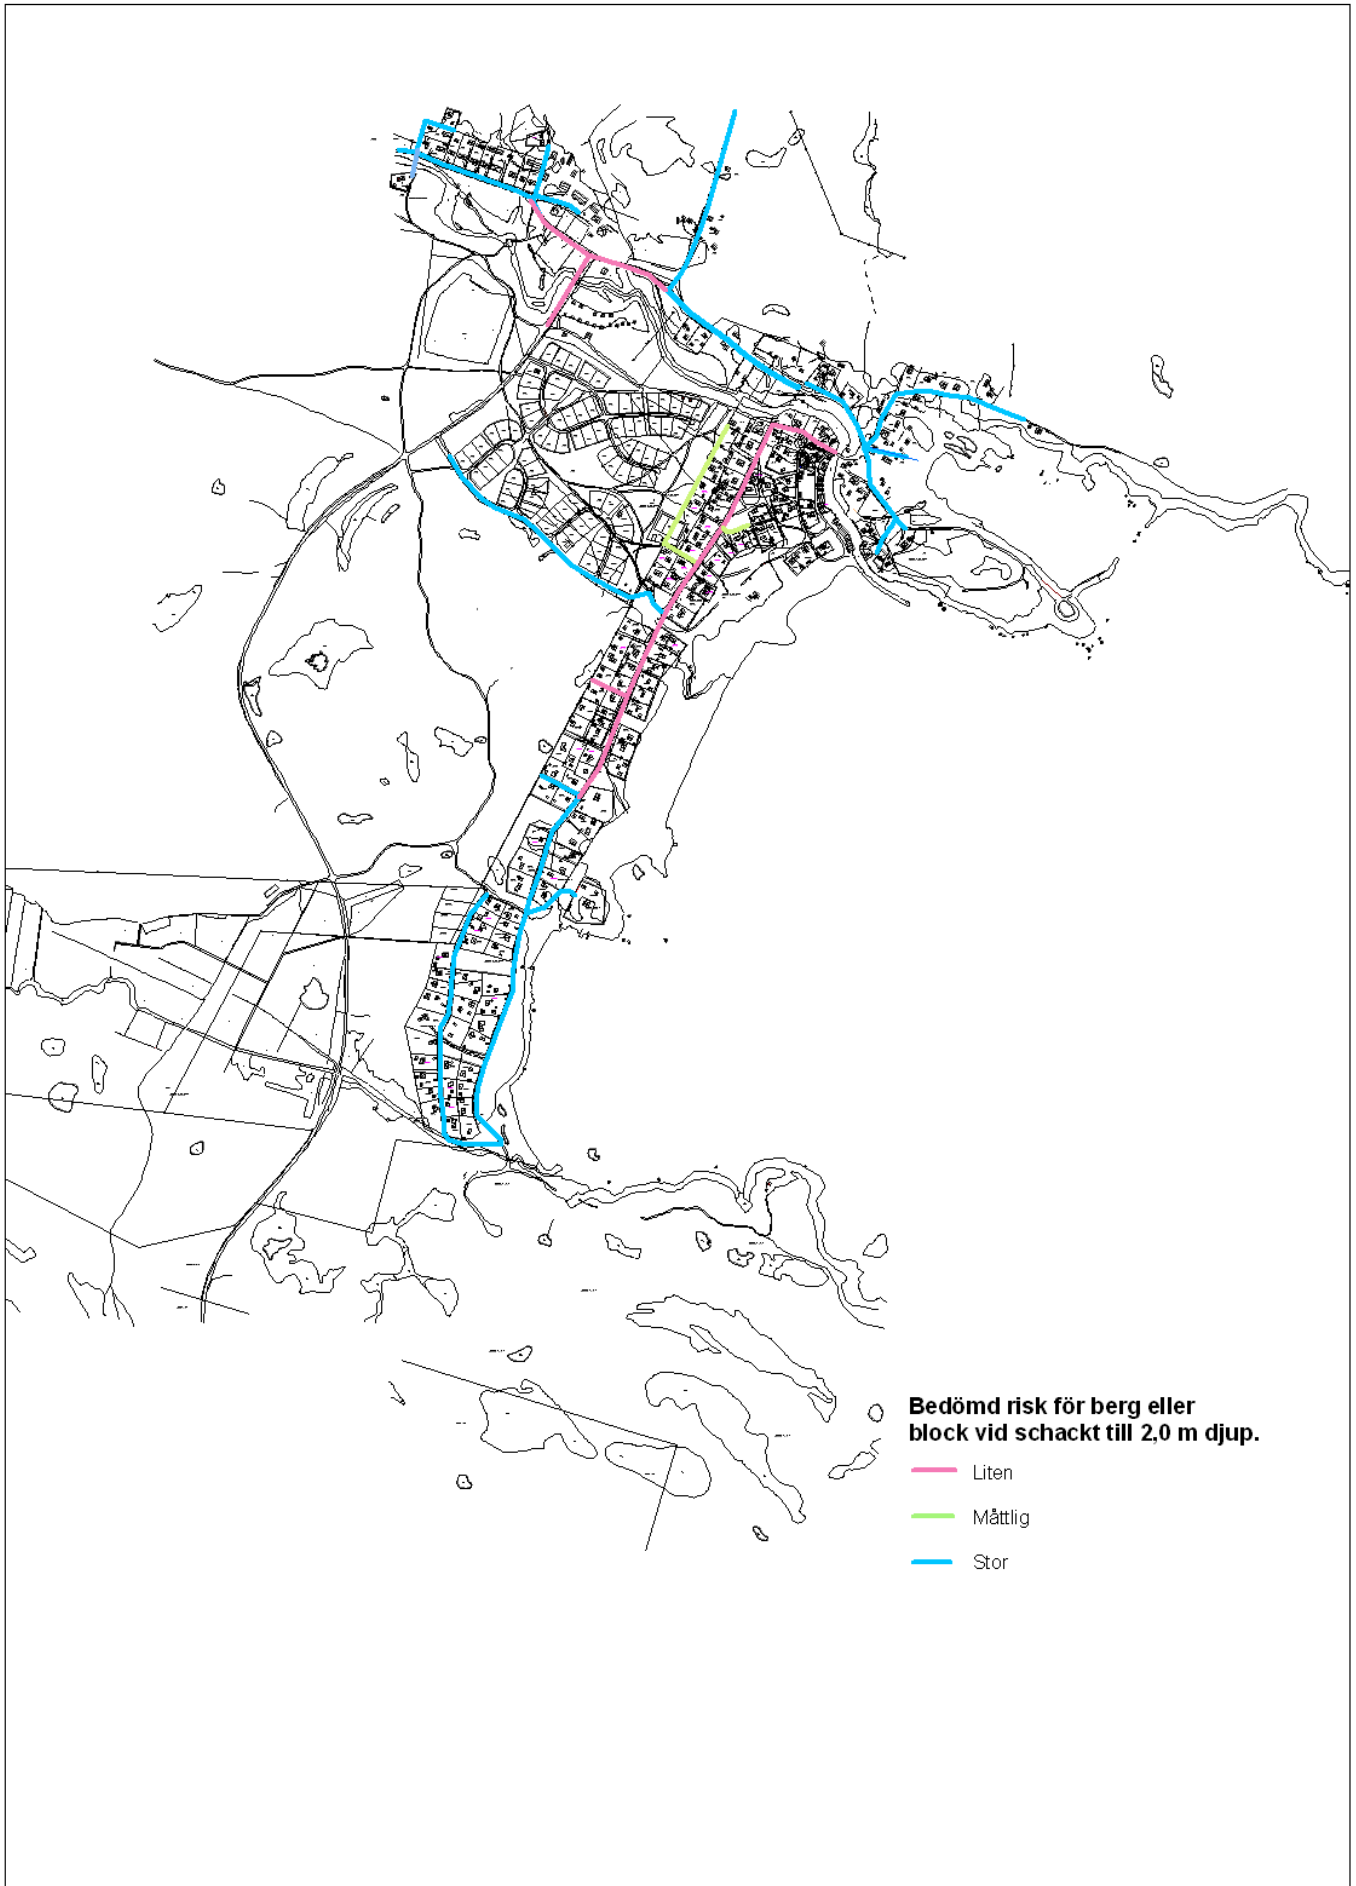 Bedömd risk för berg eller
block vid schackt till 2,0 m djup.
Liten
Måttlig
Stor